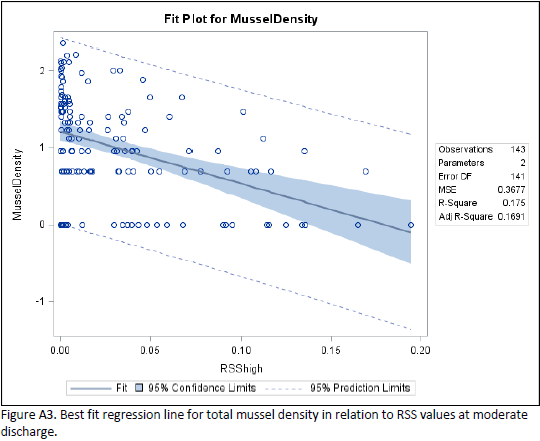 Fit Plot for MusselDensity
2
1
0
-1
MusselDensity
0.00 0.05 0.10 0.15 0.20
RSShigh
Observations 143
Parameters 2
Error DF 141
MSE 0.3677
R-Square 0.175
Adj R-Square 0.1691
Fit 95% Confidence Limits 95% Prediction Limits
Figure A3. Best fit regression line for total mussel density in relation to RSS values at moderate
discharge.